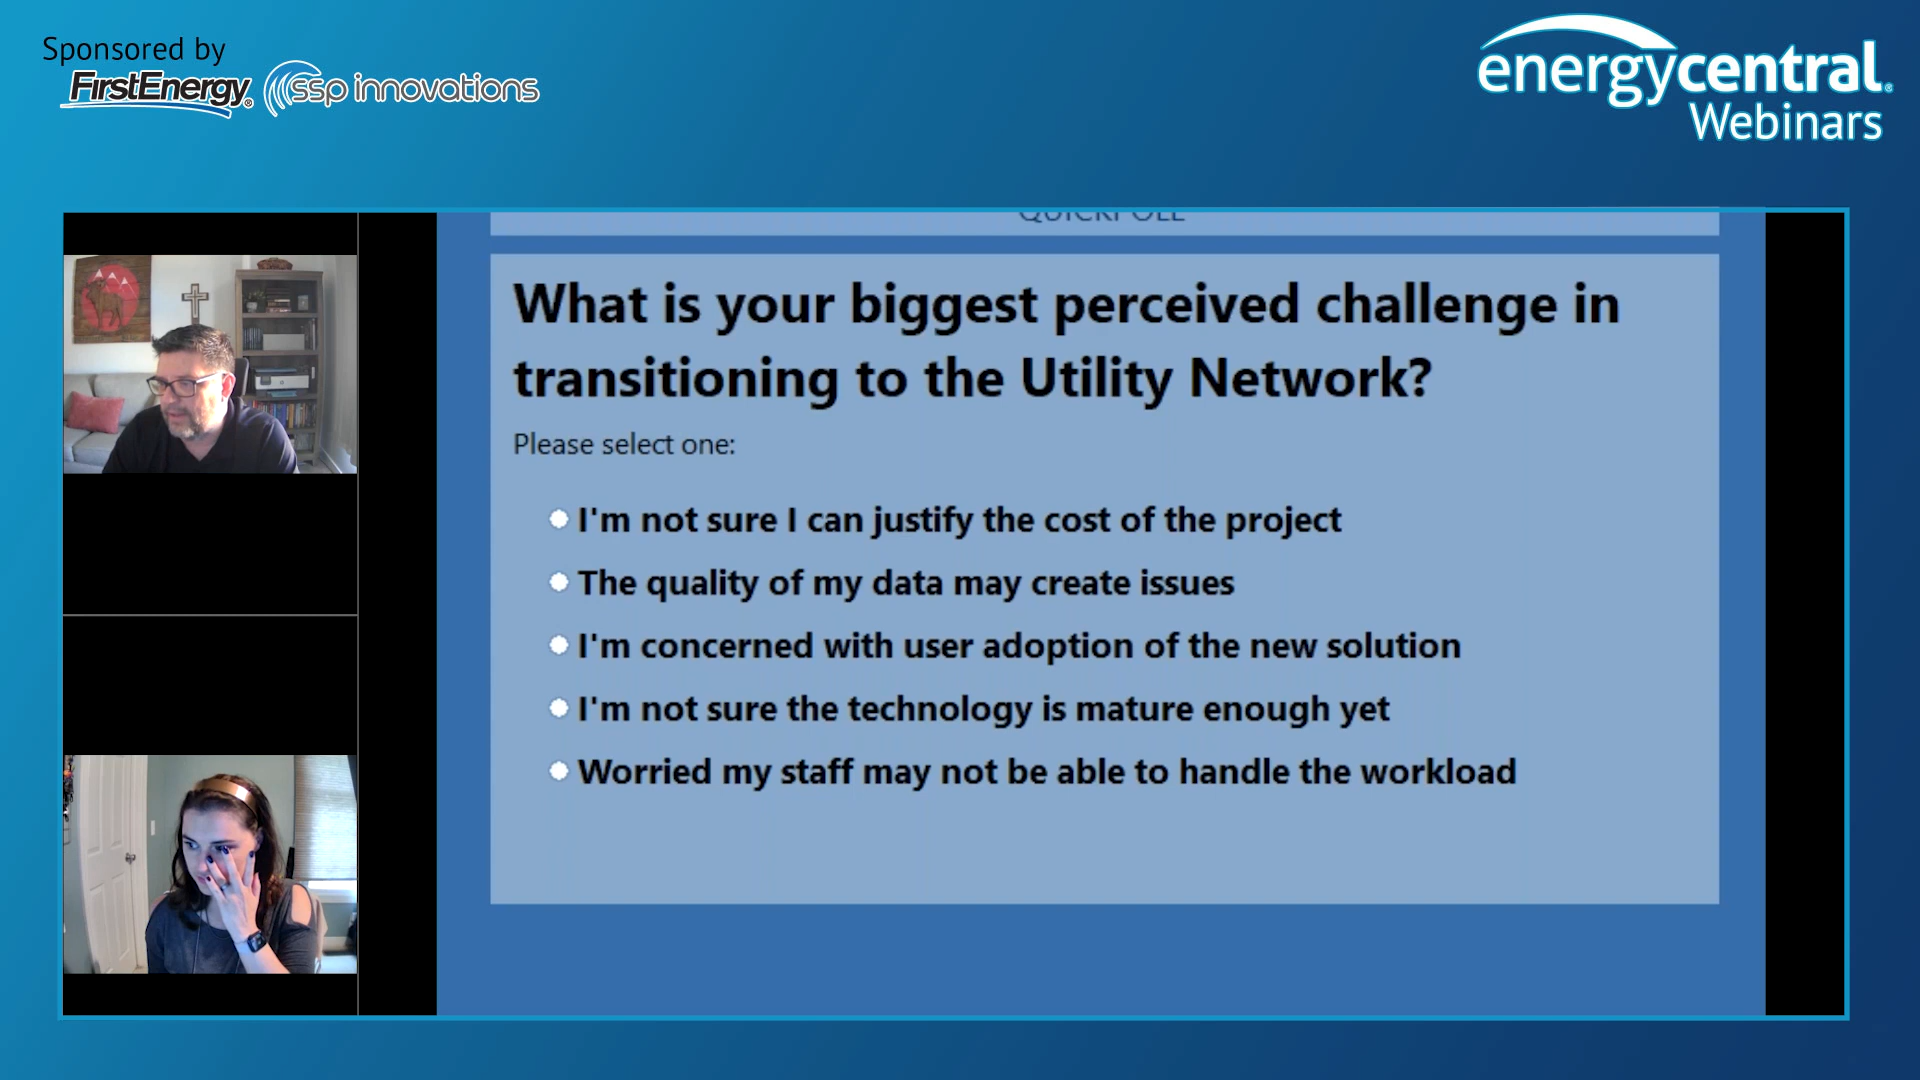 Sponsored by
FirstEnergy®
ssp innovations
energycentral®
Webinars
QUICKPOLL
What is your biggest perceived challenge in
transitioning to the Utility Network?
Please select one:
I'm not sure I can justify the cost of the project
The quality of my data may create issues
I'm concerned with user adoption of the new solution
I'm not sure the technology is mature enough yet
Worried my staff may not be able to handle the workload